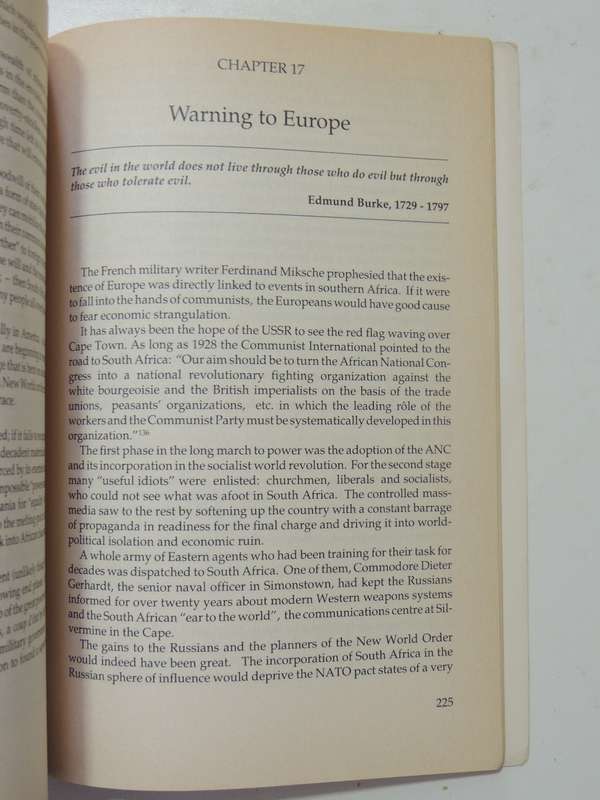 CHAPTER 17
Warning to Europe
The evil in the world does not live through those who do evil but through
those who tolerate evil.
Edmund Burke, 1729 - 1797
The French military writer Ferdinand Miksche prophesied that the exis-
tence of Europe was directly linked to events in southern Africa. If it were
to fall into the hands of communists, the Europeans would have good cause
to fear economic strangulation.
It has always been the hope of the USSR to see the red flag waving over
Cape Town. As long as 1928 the Communist International pointed to the
road to South Africa: "Our aim should be to turn the African National Con-
gress into a national revolutionary fighting organization against the
white bourgeoisie and the British imperialists on the basis of the trade
unions, peasants' organizations, etc. in which the leading rôle of the
workers and the Communist Party must be systematically developed in this
organization."136
The first phase in the long march to power was the adoption of the ANC
and its incorporation in the socialist world revolution. For the second stage
many "useful idiots" were enlisted: churchmen, liberals and socialists,
who could not see what was afoot in South Africa. The controlled mass-
media saw to the rest by softening up the country with a constant barrage
of propaganda in readiness for the final charge and driving it into world-
political isolation and economic ruin.
A whole army of Eastern agents who had been training for their task for
decades was dispatched to South Africa. One of them, Commodore Dieter
Gerhardt, the senior naval officer in Simonstown, had kept the Russians
informed for over twenty years about modern Western weapons systems
and the South African "ear to the world", the communications centre at Sil-
vermine in the Cape.
The gains to the Russians and the planners of the New World Order
would indeed have been great. The incorporation of South Africa in the
Russian sphere of influence would deprive the NATO pact states of a very
225